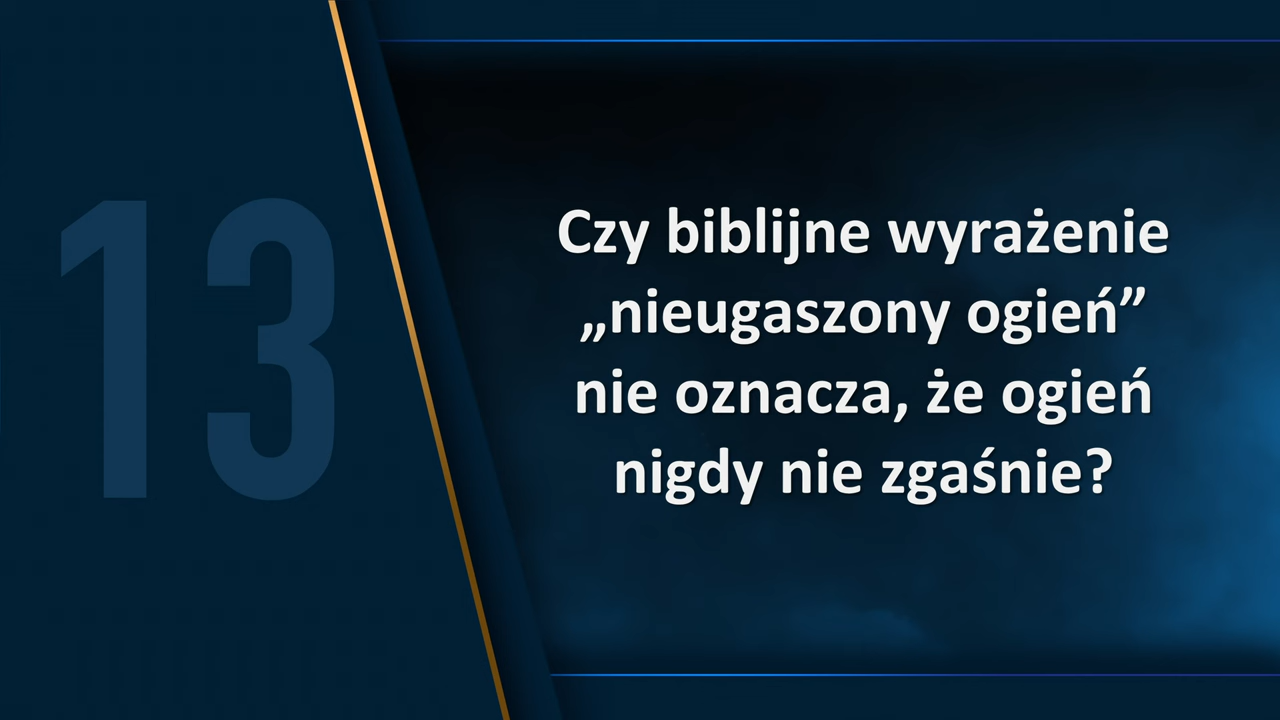 13
Czy biblijne wyrażenie
„nieugaszony ogień”
nie oznacza, że ogień
nigdy nie zgaśnie?